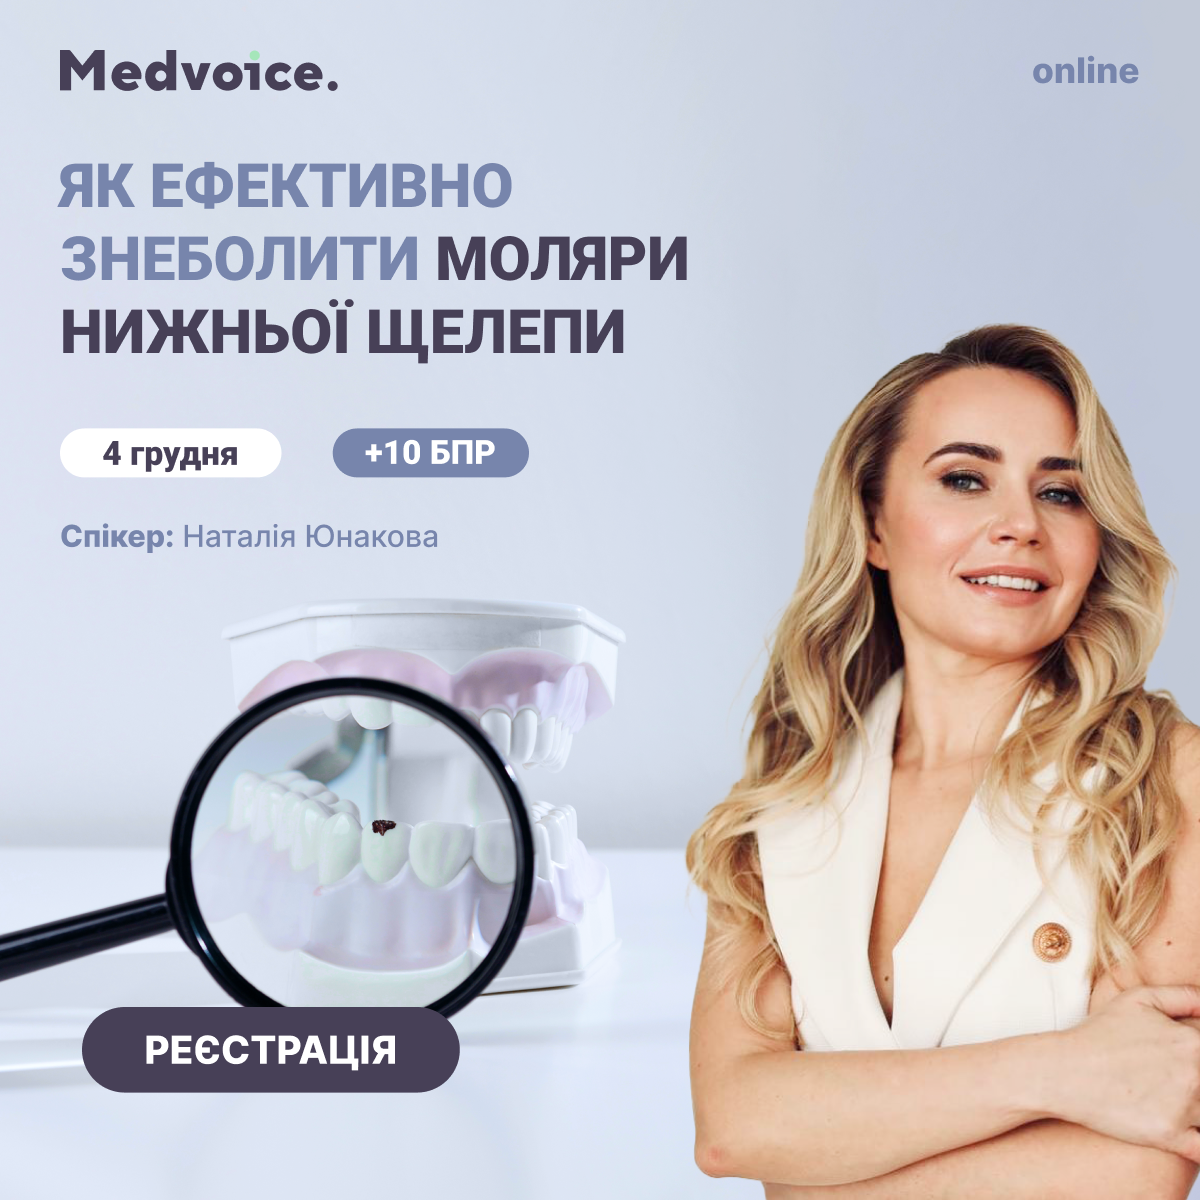 Medvoice.
online
ЯК ЕФЕКТИВНО
ЗНЕБОЛИТИ МОЛЯРИ
НИЖНЬОЇ ЩЕЛЕПИ
4 грудня
+10 БПР
Спікер: Наталія Юнакова
РЕЄСТРАЦІЯ